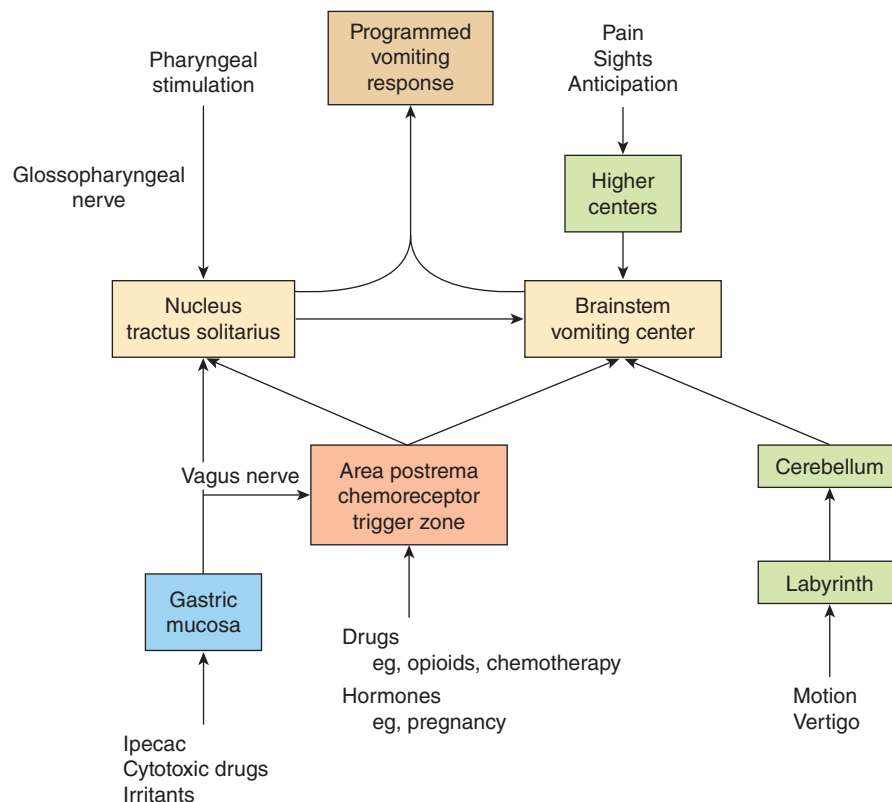 Programmed
vomiting
response
Pharyngeal
stimulation
Pain
Sights
Anticipation
Glossopharyngeal
nerve
Higher
centers
Nucleus
tractus solitarius
Brainstem
vomiting center
Vagus nerve
Area postrema
chemoreceptor
trigger zone
Cerebellum
Gastric
mucosa
Labyrinth
Drugs
eg, opioids, chemotherapy
Hormones
eg, pregnancy
Motion
Vertigo
Ipecac
Cytotoxic drugs
Irritants